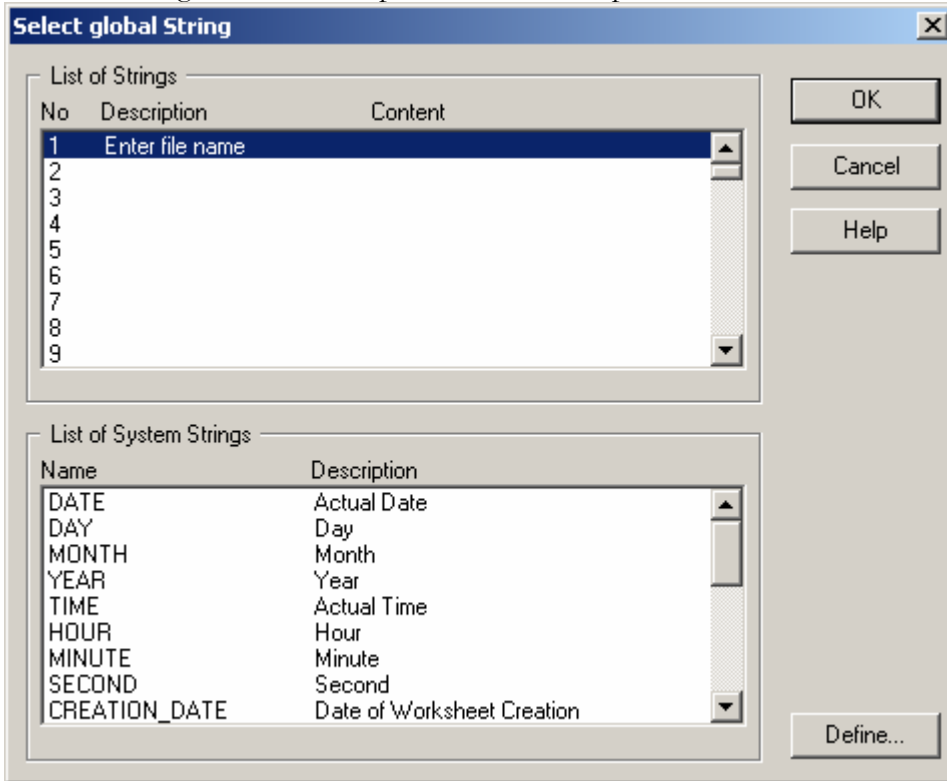 Select global String
List of Strings
No Description Content
1 Enter file name
2
3
4
5
6
7
8
9
List of System Strings
Name Description
DATE Actual Date
DAY Day
MONTH Month
YEAR Year
TIME Actual Time
HOUR Hour
MINUTE Minute
SECOND Second
CREATION_DATE Date of Worksheet Creation
OK
Cancel
Help
Define...